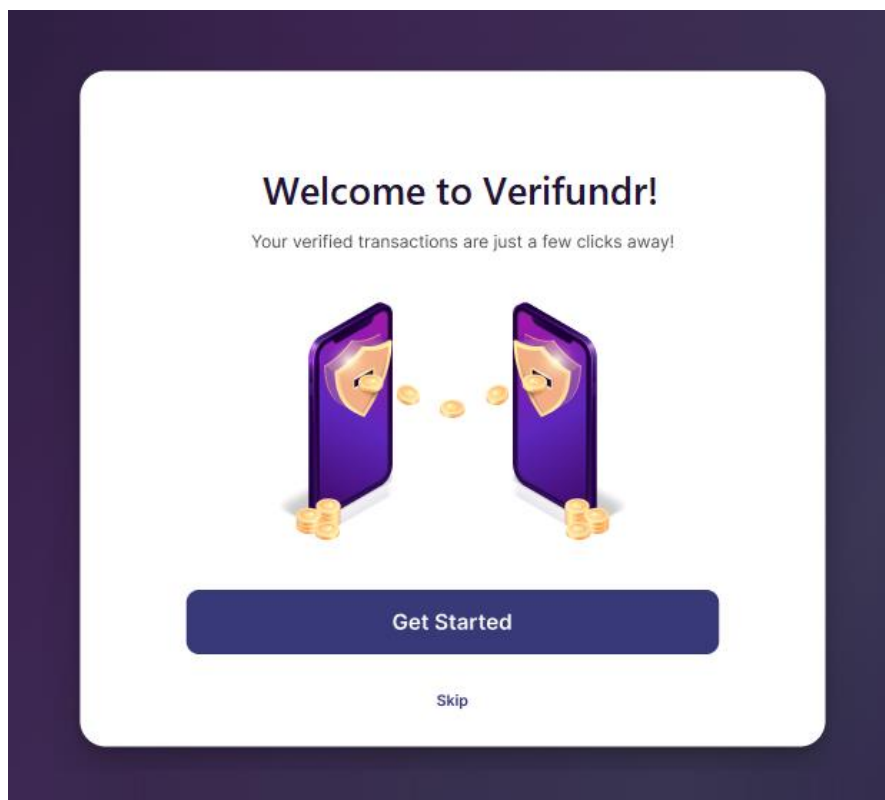 Welcome to Verifundr!
Your verified transactions are just a few clicks away!
Get Started
Skip